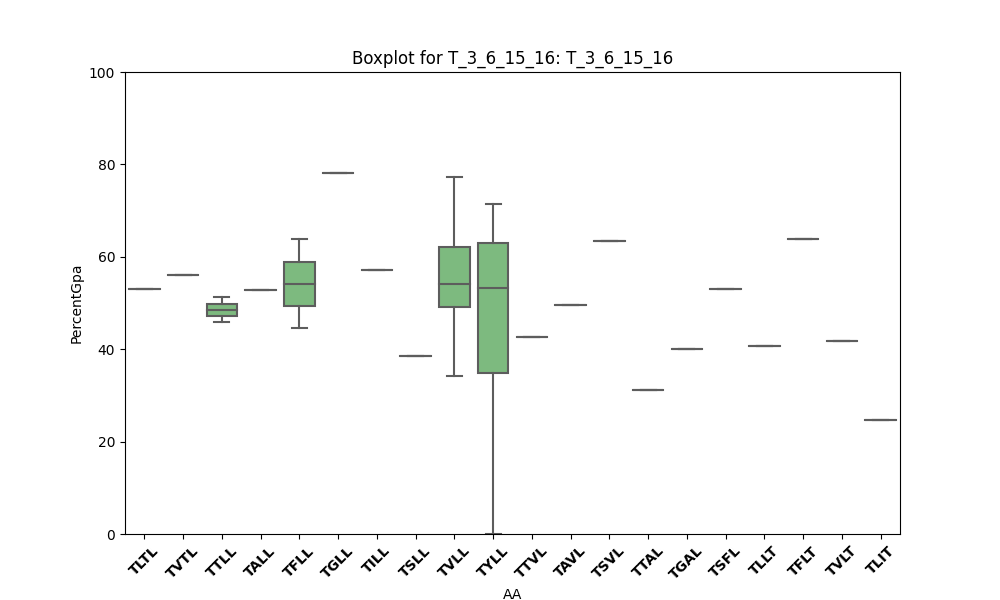 Boxplot for T_3_6_15_16: T_3_6_15_16
100
80
60
40
20
0
PercentGpa
TLTL TVTL TTLL TALL TFLL TGLL TILL TSLL TVLL TYLL TTVL TAVL TSVL TTAL TGAL TSFL TLLT TFLT TVLT TLIT
AA